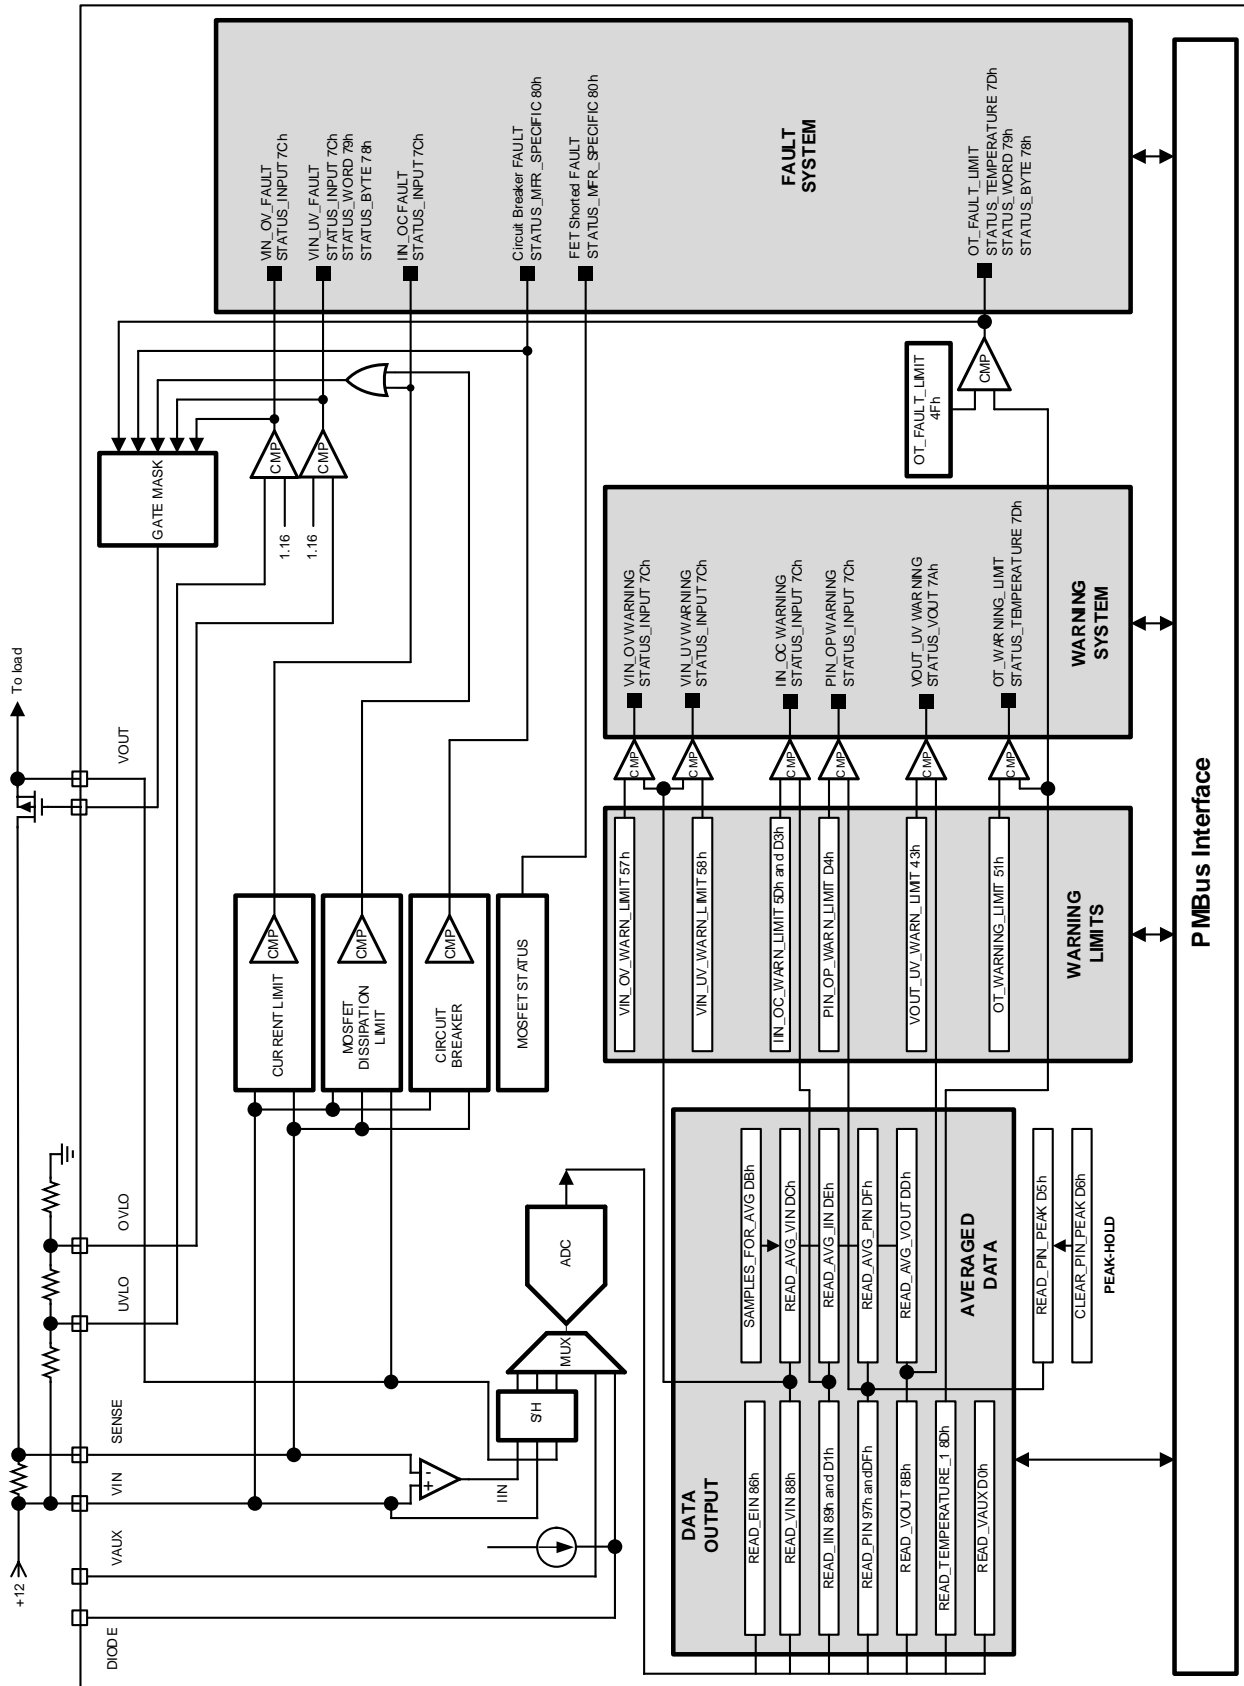 +12
To load
DIODE
VAUX
VIN
SENSE
UVLO
OVLO
VOUT
GATE MASK
1.16
1.16
CMP
CMP
CURRENT LIMIT
CMP
MOSFET
DISSIPATION
LIMIT
CMP
CIRCUIT
BREAKER
CMP
MOSFET STATUS
IIN
+
-
S/H
MUX
ADC
VIN_OV_FAULT
STATUS_INPUT 7Ch
VIN_UV_FAULT
STATUS_INPUT 7Ch
STATUS_WORD 79h
STATUS_BYTE 78h
IIN_OC FAULT
STATUS_INPUT 7Ch
Circuit Breaker FAULT
STATUS_MFR_SPECIFIC 80h
FET Shorted FAULT
STATUS_MFR_SPECIFIC 80h
FAULT
SYSTEM
OT_FAULT_LIMIT
STATUS_TEMPERATURE 7Dh
STATUS_WORD 79h
STATUS_BYTE 78h
OT_FAULT_LIMIT
4Fh
CMP
DATA
OUTPUT
READ_EIN 86h
READ_VIN 88h
READ_IIN 89h and D1h
READ_PIN 97h and DFh
READ_VOUT 8Bh
READ_TEMPERATURE_1 8Dh
READ_VAUX D0h
SAMPLES_FOR_AVG DBh
READ_AVG_VIN DCh
READ_AVG_IIN DEh
READ_AVG_PIN DFh
READ_AVG_VOUT DDh
AVERAGED
DATA
READ_PIN_PEAK D5h
CLEAR_PIN_PEAK D6h
PEAK-HOLD
VIN_OV_WARN_LIMIT 57h
VIN_UV_WARN_LIMIT 58h
IIN_OC_WARN_LIMIT 5Dh and D3h
PIN_OP_WARN_LIMIT D4h
VOUT_UV_WARN_LIMIT 43h
OT_WARNING_LIMIT 51h
WARNING
LIMITS
CMP
CMP
CMP
CMP
CMP
CMP
VIN_OV WARNING
STATUS_INPUT 7Ch
VIN_UV WARNING
STATUS_INPUT 7Ch
IIN_OC WARNING
STATUS_INPUT 7Ch
PIN_OP WARNING
STATUS_INPUT 7Ch
VOUT_UV WARNING
STATUS_VOUT 7Ah
OT_WARNING_LIMIT
STATUS_TEMPERATURE 7Dh
WARNING
SYSTEM
PMBus Interface